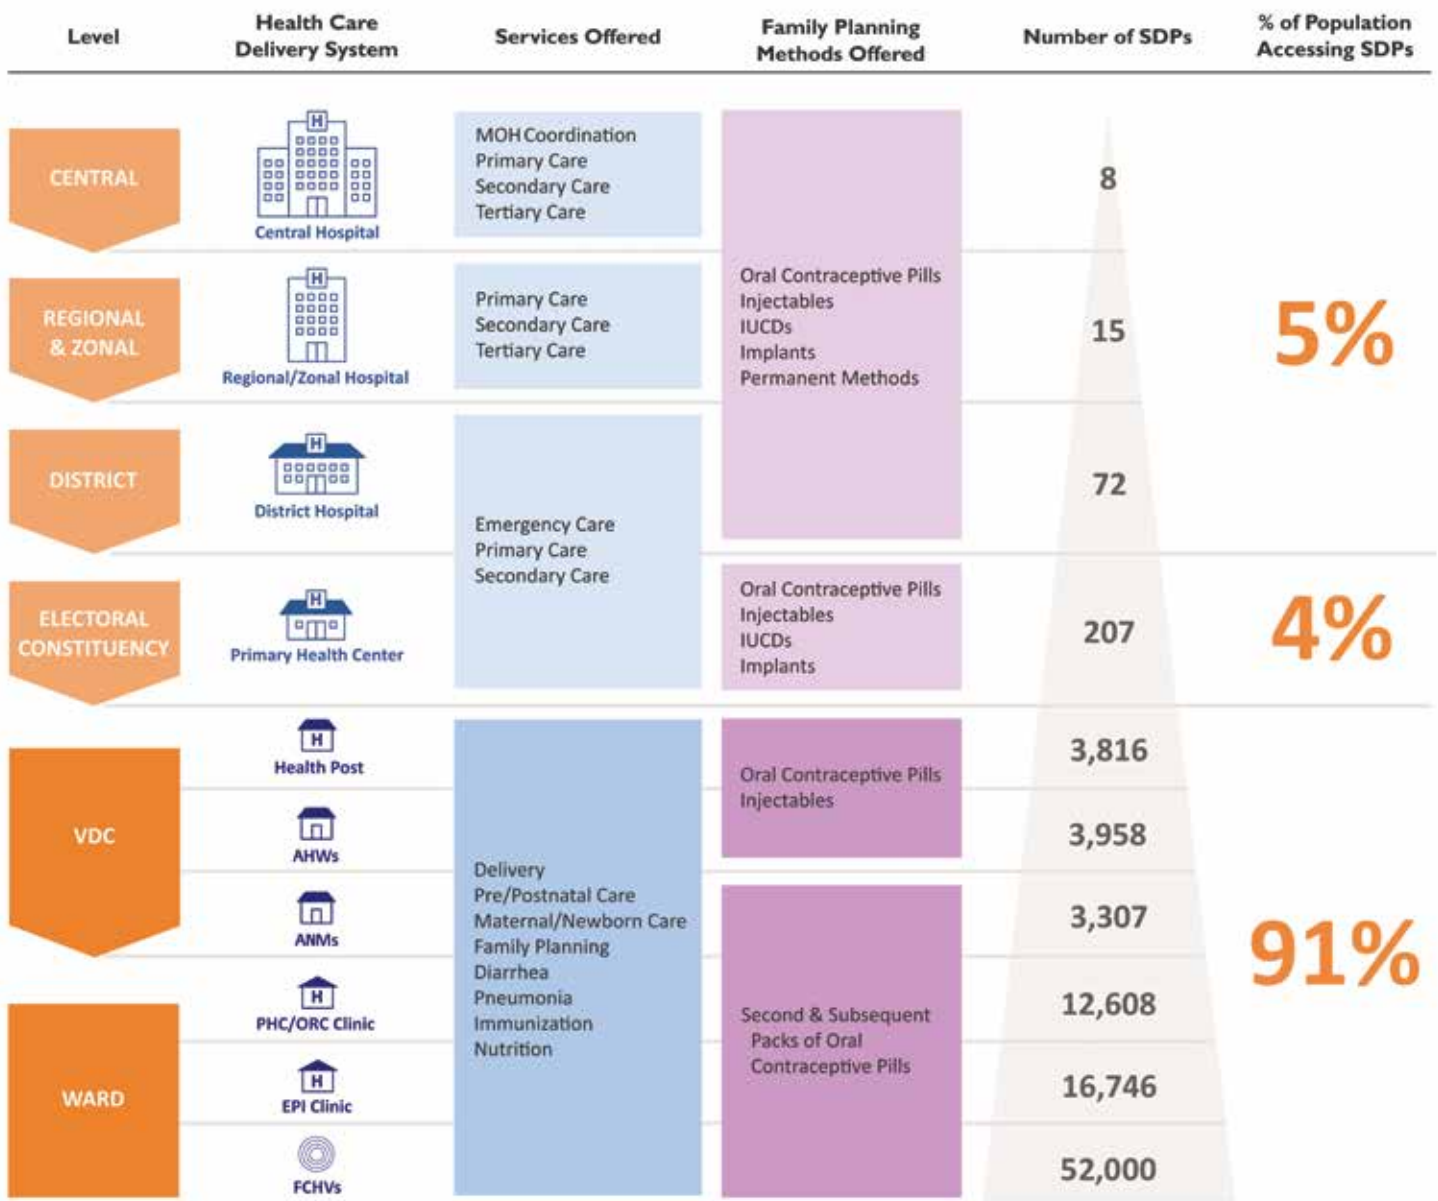 Level
Health Care
Delivery System
Services Offered
Family Planning
Methods Offered
Number of SDPs
% of Population
Accessing SDPs
CENTRAL
H
Central Hospital
MOH Coordination
Primary Care
Secondary Care
Tertiary Care
8
REGIONAL
& ZONAL
H
Regional/Zonal Hospital
Primary Care
Secondary Care
Tertiary Care
Oral Contraceptive Pills
Injectables
IUCDs
Implants
Permanent Methods
15
5%
DISTRICT
H
District Hospital
72
Emergency Care
Primary Care
Secondary Care
ELECTORAL
CONSTITUENCY
H
Primary Health Center
Oral Contraceptive Pills
Injectables
IUCDs
Implants
207
4%
VDC
H
Health Post
3,816
Oral Contraceptive Pills
Injectables
AHWs
3,958
ANMs
3,307
Delivery
Pre/Postnatal Care
Maternal/Newborn Care
Family Planning
Diarrhea
Pneumonia
Immunization
Nutrition
91%
WARD
H
PHC/ORC Clinic
12,608
Second & Subsequent
Packs of Oral
Contraceptive Pills
H
EPI Clinic
16,746
FCHVs
52,000